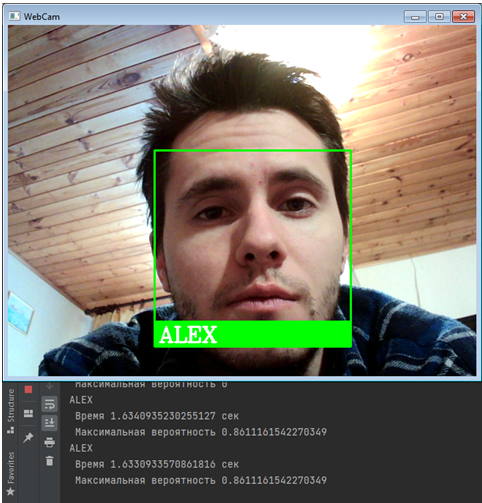 WebCam
ALEX
Максимальная вероятность 0
ALEX
Время 1.6340935230255127 сек
Максимальная вероятность 0.8611161542270349
ALEX
Время 1.6330933570861816 сек
Максимальная вероятность 0.8611161542270349
Structure
Favorites